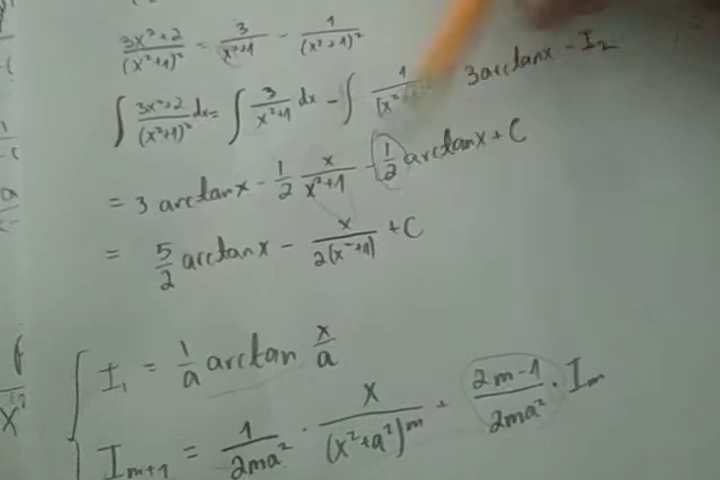 (3x²+2)/(x²+1)² = 3/(x²+1) - 1/(x²+1)²
∫ (3x²+2)/(x²+1)² dx = ∫ 3/(x²+1) dx - ∫ 1/(x² 3arctanx - I₂
= 3 arctanx - 1/2 x/(x²+1) - 1/2 arctanx + C
= 5/2 arctanx - x/(2(x²+1)) + C
I₁ = 1/a arctan x/a
Iₘ₊₁ = 1/(2ma²) · x/(x²+a²)ᵐ + (2m-1)/(2ma²) · Iₘ